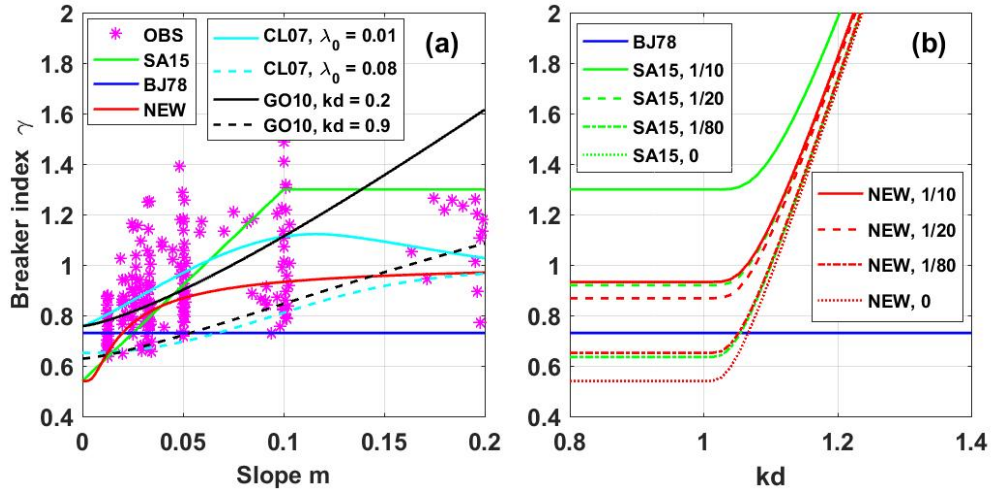 2
1.8
1.6
1.4
1.2
1
0.8
0.6
0.4
Breaker index γ
OBS
SA15
BJ78
NEW
CL07, λ0 = 0.01
CL07, λ0 = 0.08
GO10, kd = 0.2
GO10, kd = 0.9
(a)
0 0.05 0.1 0.15 0.2
Slope m
2
1.8
1.6
1.4
1.2
1
0.8
0.6
0.4
BJ78
SA15, 1/10
SA15, 1/20
SA15, 1/80
SA15, 0
(b)
NEW, 1/10
NEW, 1/20
NEW, 1/80
NEW, 0
0.8 1 1.2 1.4
kd